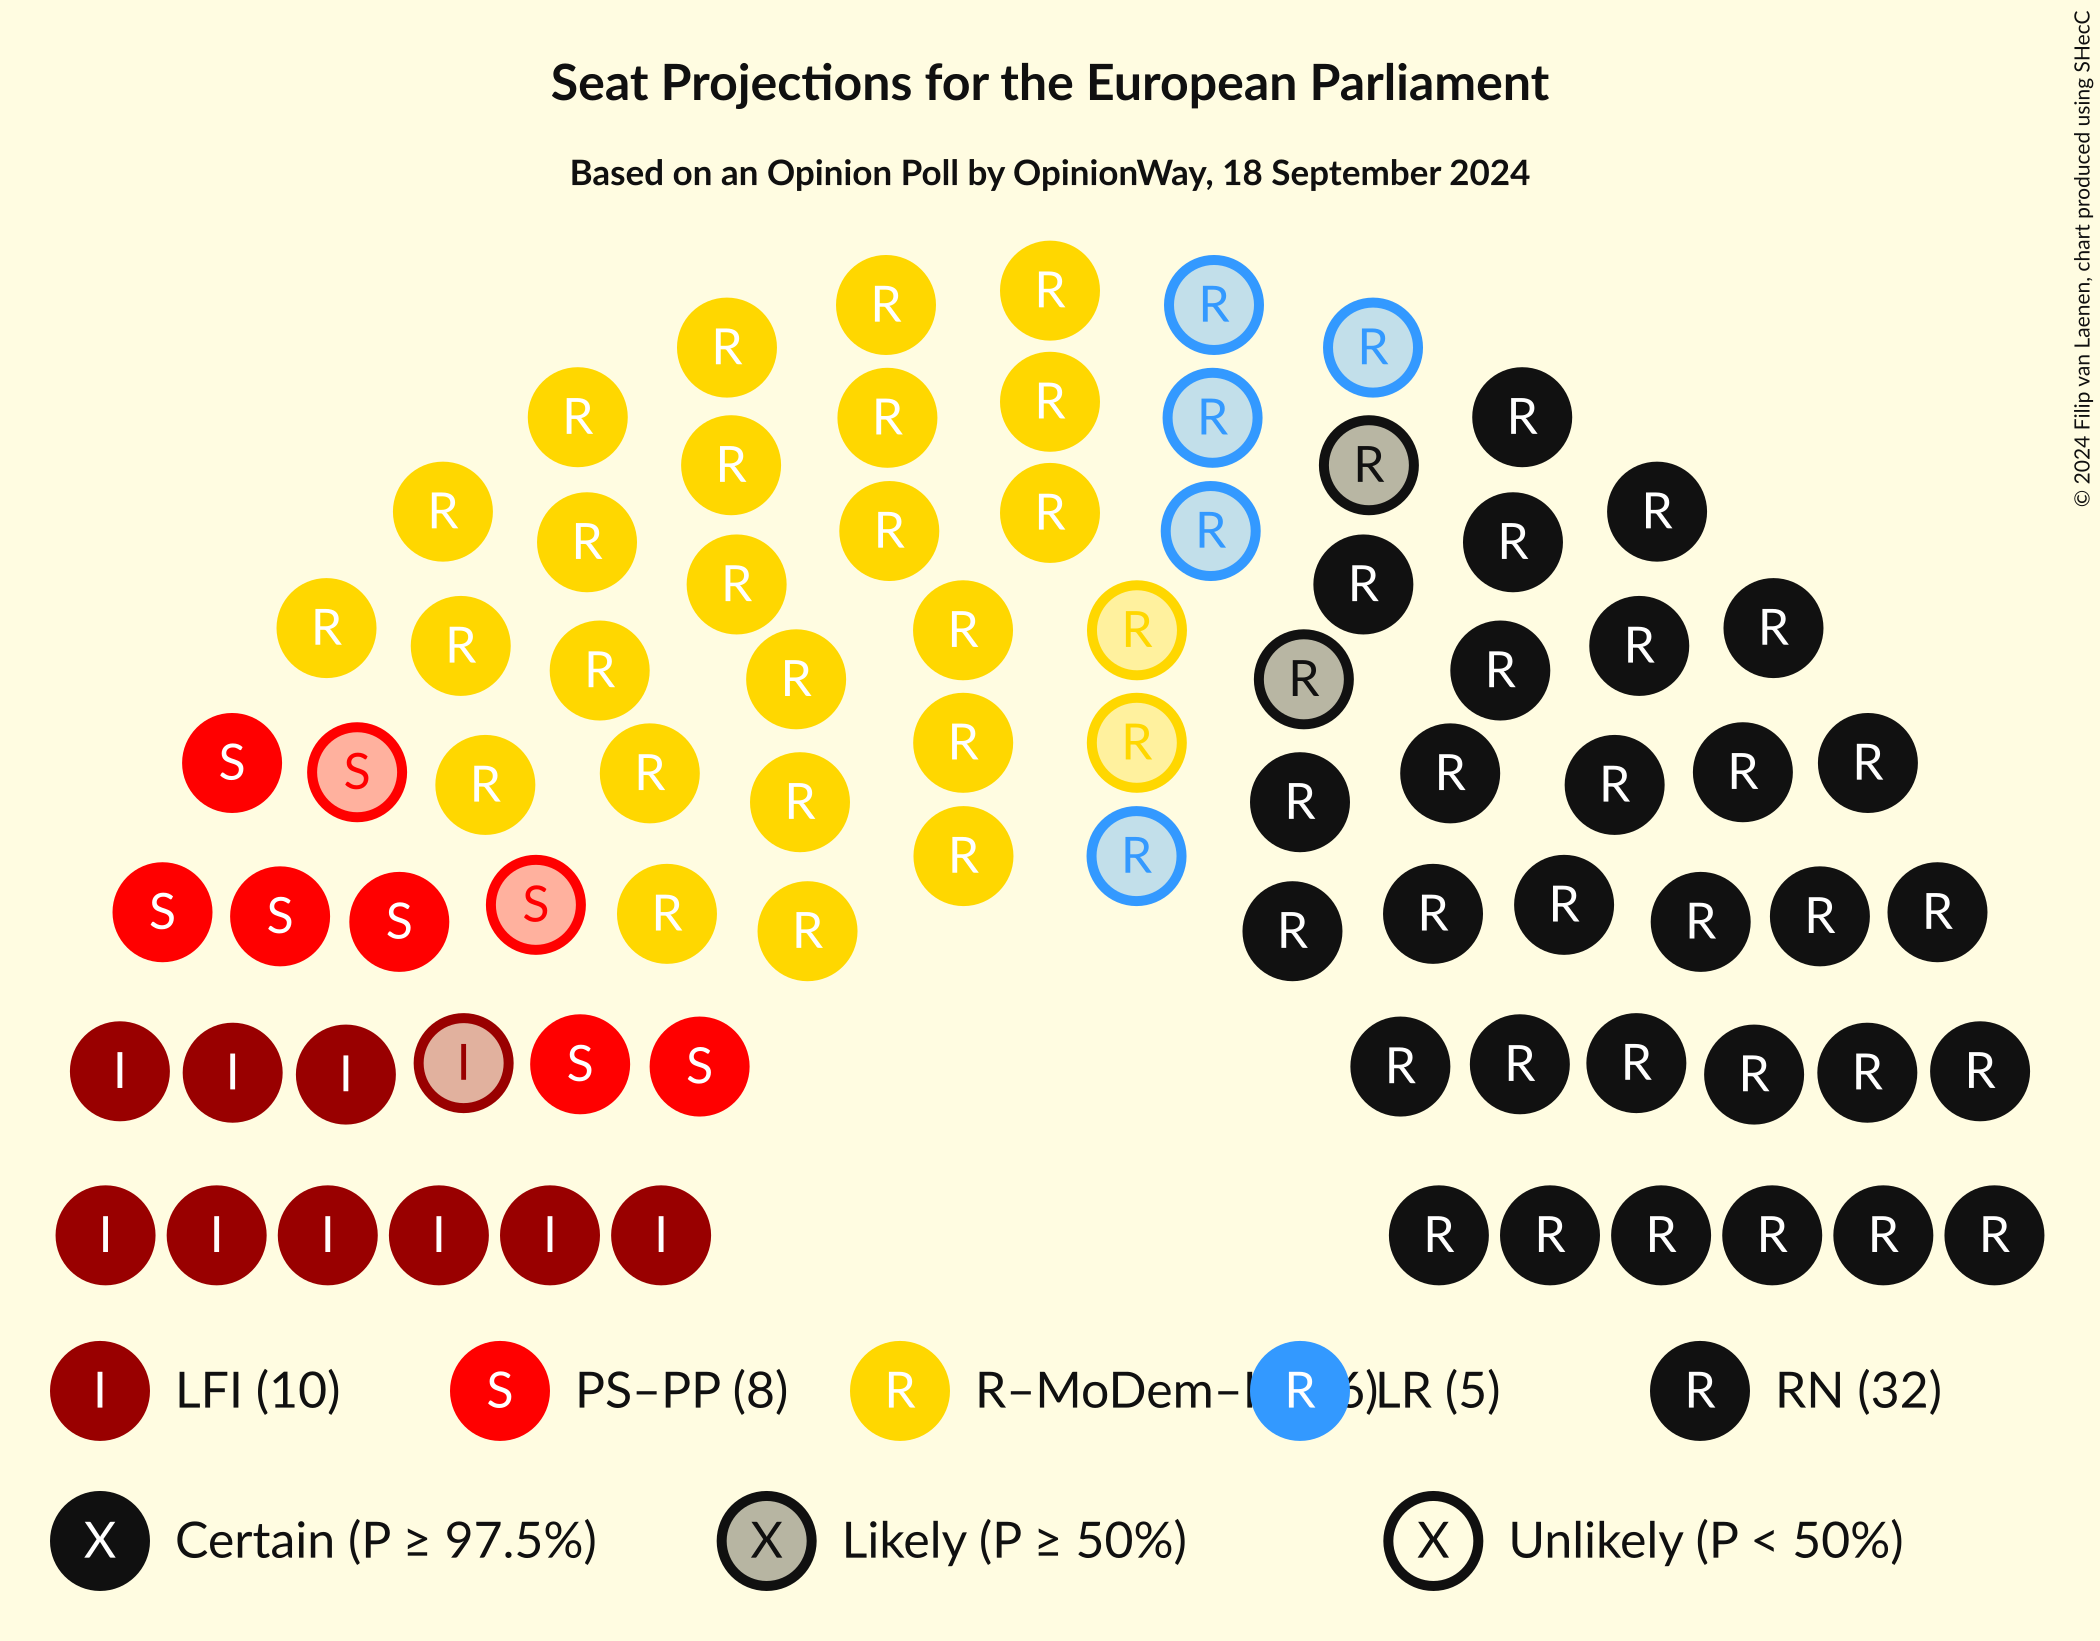 Seat Projections for the European Parliament
Based on an Opinion Poll by OpinionWay, 18 September 2024
© 2024 Filip van Laenen, chart produced using SHecC
R R R R R
R R R R R R R
R R R R R R
R R R R R R
R R R R R R R R
R R R R R R
S S R R R R R R R R
S S S S R R R R R R R R R R
I I I I S S R R R R R R
I I I I I I R R R R R R
I LFI (10) S PS–PP (8) R R–MoDem– R 6) LR (5) R RN (32)
X Certain (P ≥ 97.5%) X Likely (P ≥ 50%) X Unlikely (P < 50%)